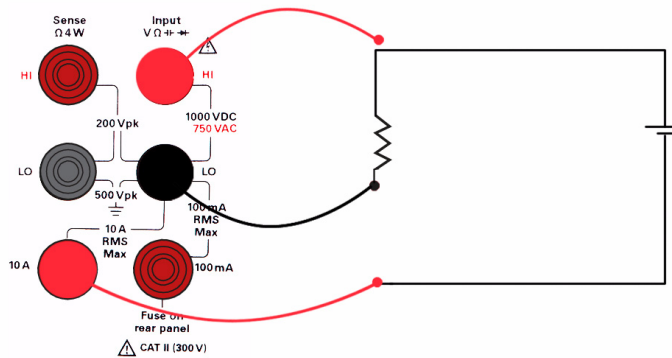 Sense
Ω 4 W
Input
V Ω
HI
HI
1000 VDC
750 VAC
200 Vpk
LO
LO
500 Vpk
100 mA
RMS
Max
10 A
RMS
Max
10 A
100 mA
Fuse on
rear panel
CAT II (300 V)